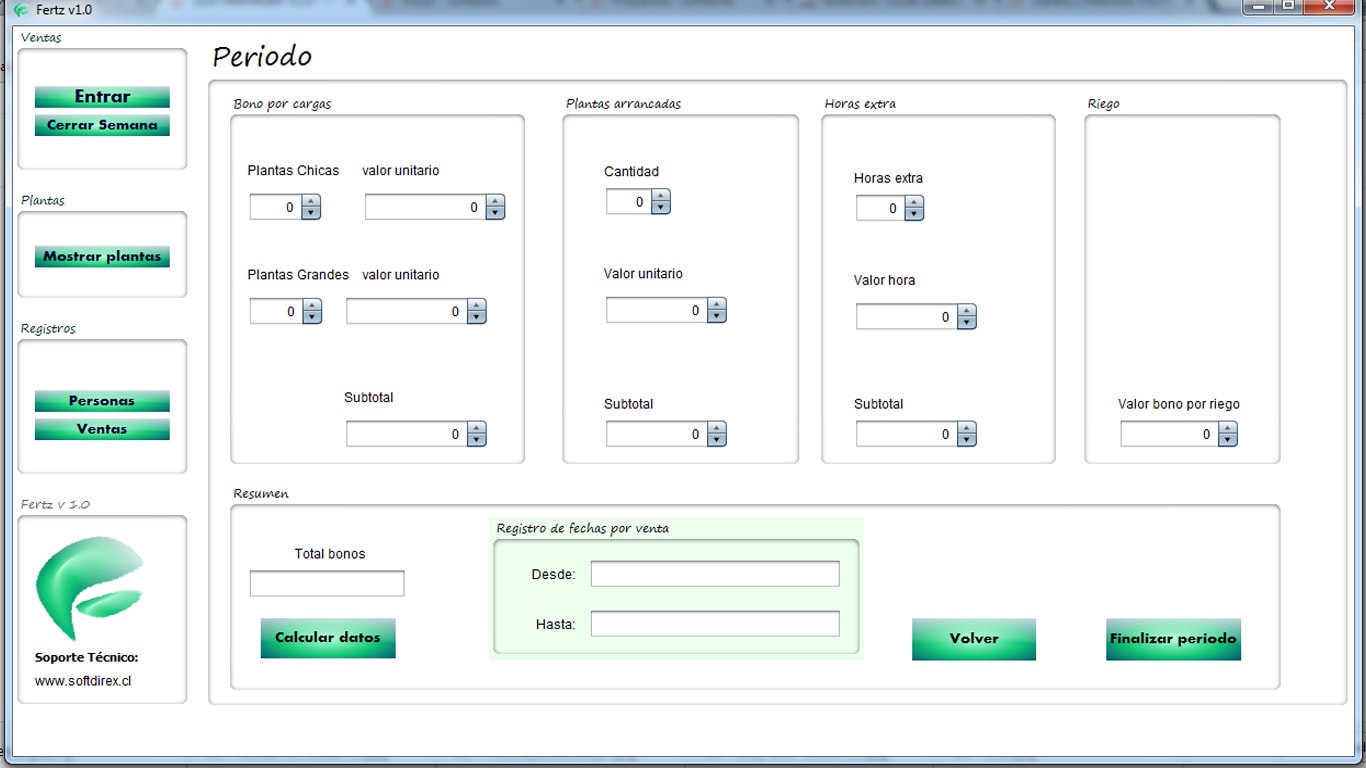 Fertz v1.0
Ventas
Entrar
Cerrar Semana
Plantas
Mostrar plantas
Registros
Personas
Ventas
Fertz v 1.0
Soporte Técnico:
www.softdirex.cl
Periodo
Bono por cargas
Plantas Chicas valor unitario
0 0
Plantas Grandes valor unitario
0 0
Subtotal
0
Plantas arrancadas
Cantidad
0
Valor unitario
0
Subtotal
0
Horas extra
Horas extra
0
Valor hora
0
Subtotal
0
Riego
Valor bono por riego
0
Resumen
Total bonos
Calcular datos
Registro de fechas por venta
Desde:
Hasta:
Volver
Finalizar periodo